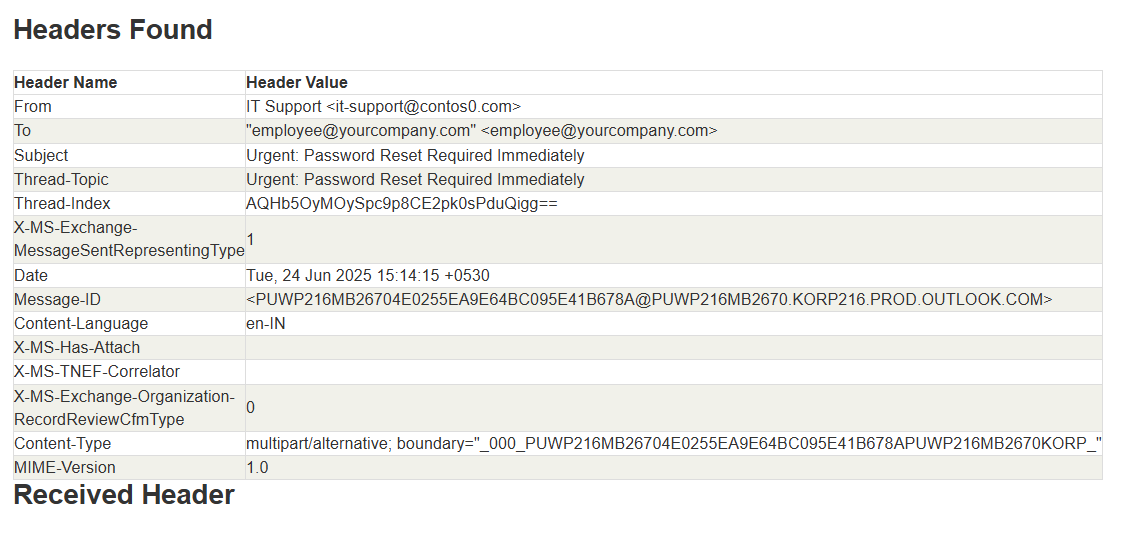 Headers Found
Header Name Header Value
From IT Support <it-support@contos0.com>
To "employee@yourcompany.com" <employee@yourcompany.com>
Subject Urgent: Password Reset Required Immediately
Thread-Topic Urgent: Password Reset Required Immediately
Thread-Index AQHb5OyMOySpc9p8CE2pk0sPduQigg==
X-MS-Exchange-
MessageSentRepresentingType 1
Date Tue, 24 Jun 2025 15:14:15 +0530
Message-ID <PUWP216MB26704E0255EA9E64BC095E41B678A@PUWP216MB2670.KORP216.PROD.OUTLOOK.COM>
Content-Language en-IN
X-MS-Has-Attach
X-MS-TNEF-Correlator
X-MS-Exchange-Organization-
RecordReviewCfmType 0
Content-Type multipart/alternative; boundary="_000_PUWP216MB26704E0255EA9E64BC095E41B678APUWP216MB2670KORP_"
MIME-Version 1.0
Received Header